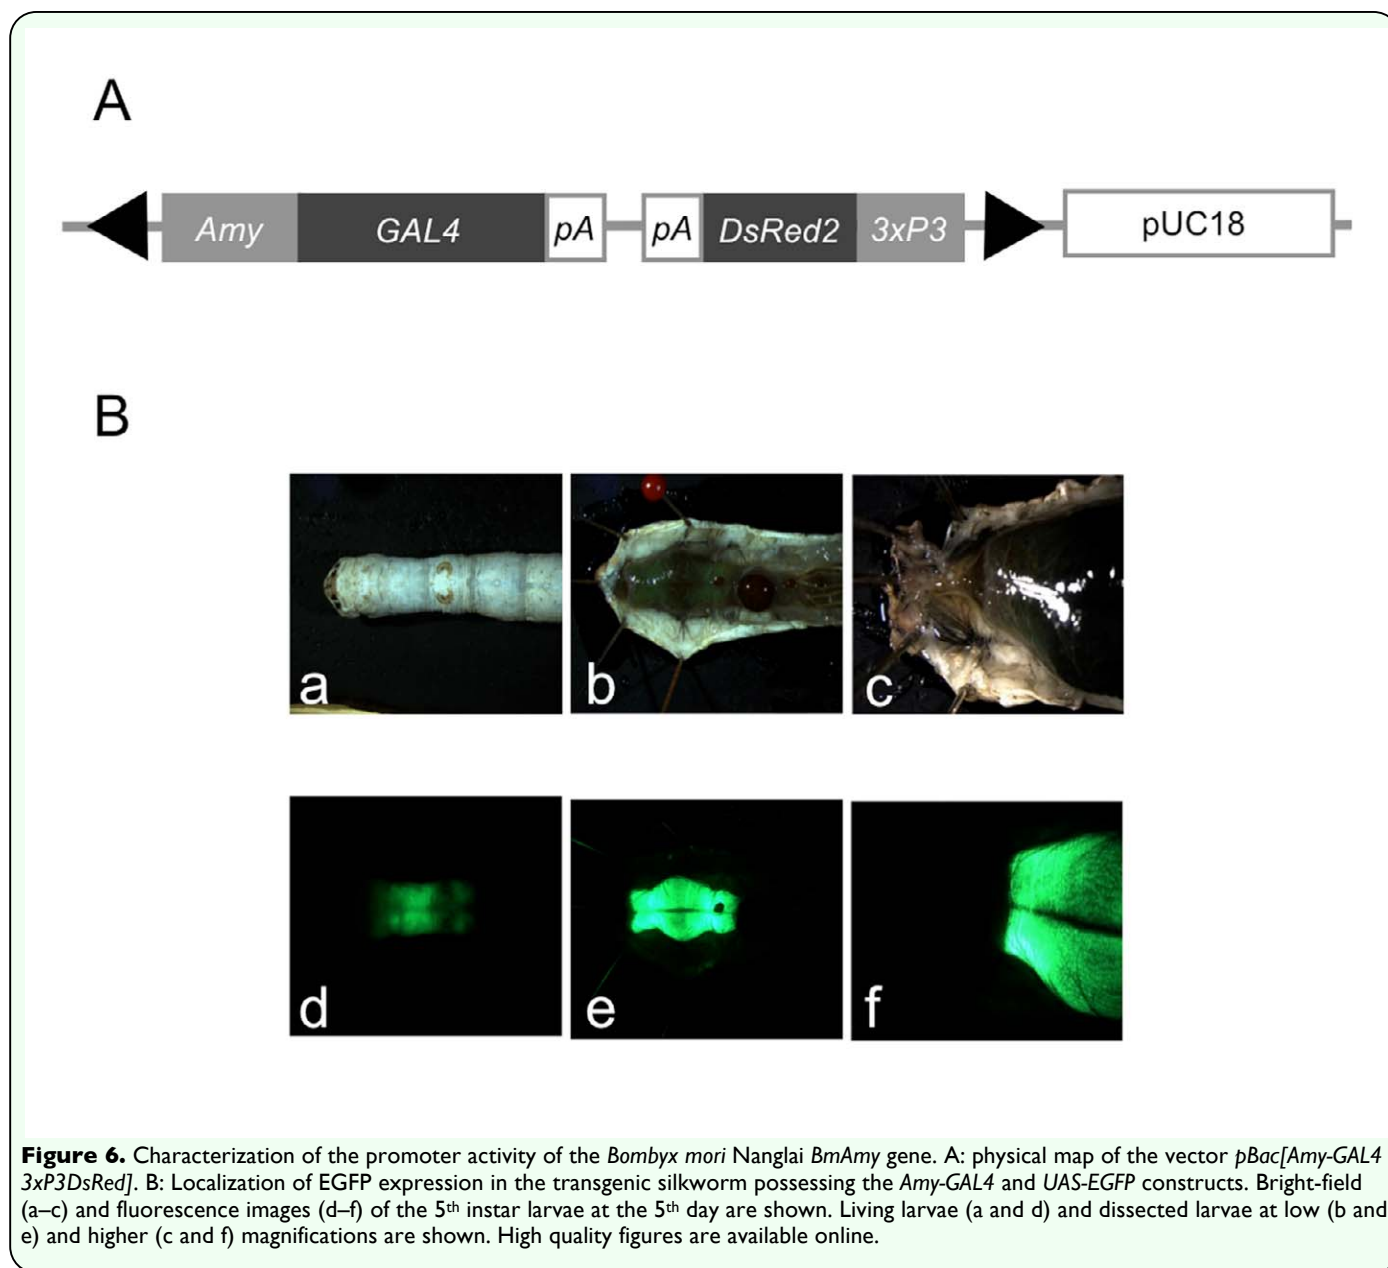 A
Amy GAL4 pA pA DsRed2 3xP3 pUC18
B
a b c
d e f
Figure 6. Characterization of the promoter activity of the Bombyx mori Nanglai BmAmy gene. A: physical map of the vector pBac[Amy-GAL4
3xP3DsRed]. B: Localization of EGFP expression in the transgenic silkworm possessing the Amy-GAL4 and UAS-EGFP constructs. Bright-field
(a–c) and fluorescence images (d–f) of the 5th instar larvae at the 5th day are shown. Living larvae (a and d) and dissected larvae at low (b and
e) and higher (c and f) magnifications are shown. High quality figures are available online.